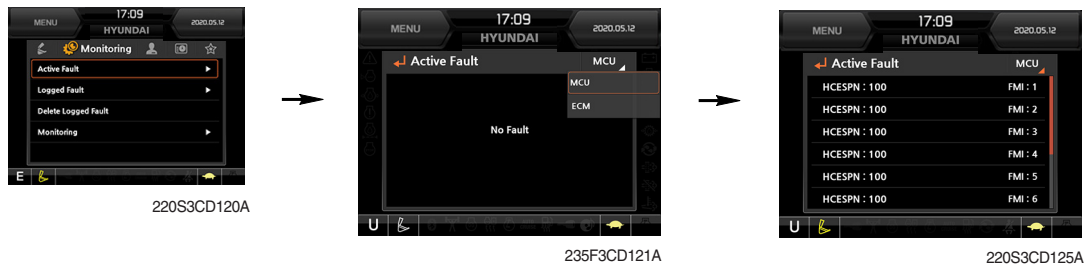 MENU
17:09
2020.05.12
HYUNDAI
Monitoring
Active Fault
Logged Fault
Delete Logged Fault
Monitoring
E
220S3CD120A
MENU
17:09
2020.05.12
HYUNDAI
Active Fault MCU
MCU
ECM
No Fault
U
235F3CD121A
MENU
17:09
2020.05.12
HYUNDAI
Active Fault MCU
HCESPN : 100 FMI : 1
HCESPN : 100 FMI : 2
HCESPN : 100 FMI : 3
HCESPN : 100 FMI : 4
HCESPN : 100 FMI : 5
HCESPN : 100 FMI : 6
U
220S3CD125A